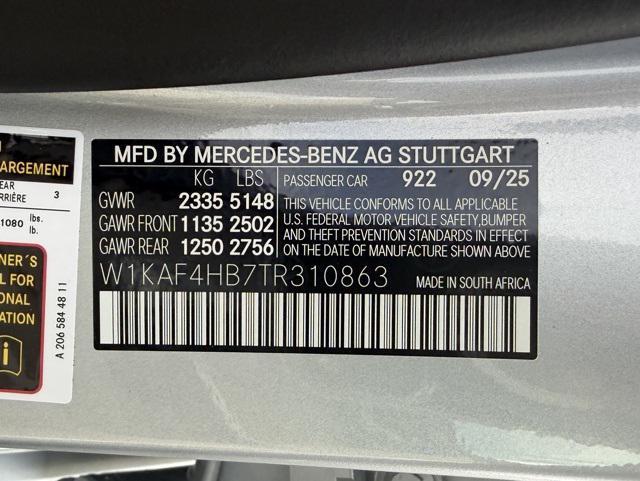 MFD BY MERCEDES-BENZ AG STUTTGART
KG LBS
GVWR 2335 5148
GAWR FRONT 1135 2502
GAWR REAR 1250 2756
PASSENGER CAR 922 09/25
THIS VEHICLE CONFORMS TO ALL APPLICABLE
U.S. FEDERAL MOTOR VEHICLE SAFETY,BUMPER
AND THEFT PREVENTION STANDARDS IN EFFECT
ON THE DATE OF MANUFACTURE SHOWN ABOVE
W1KAF4HB7TR310863
MADE IN SOUTH AFRICA
ARGEMENT
EAR 3
RRIÈRE
1080 lbs.
kg
NER´S
L FOR
ONAL
ATION
A 206 584 48 11